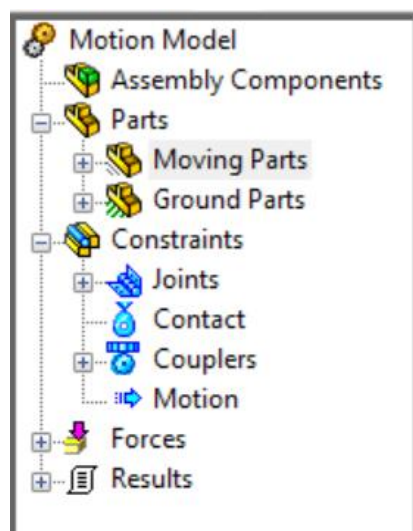 Motion Model
Assembly Components
Parts
Moving Parts
Ground Parts
Constraints
Joints
Contact
Couplers
Motion
Forces
Results